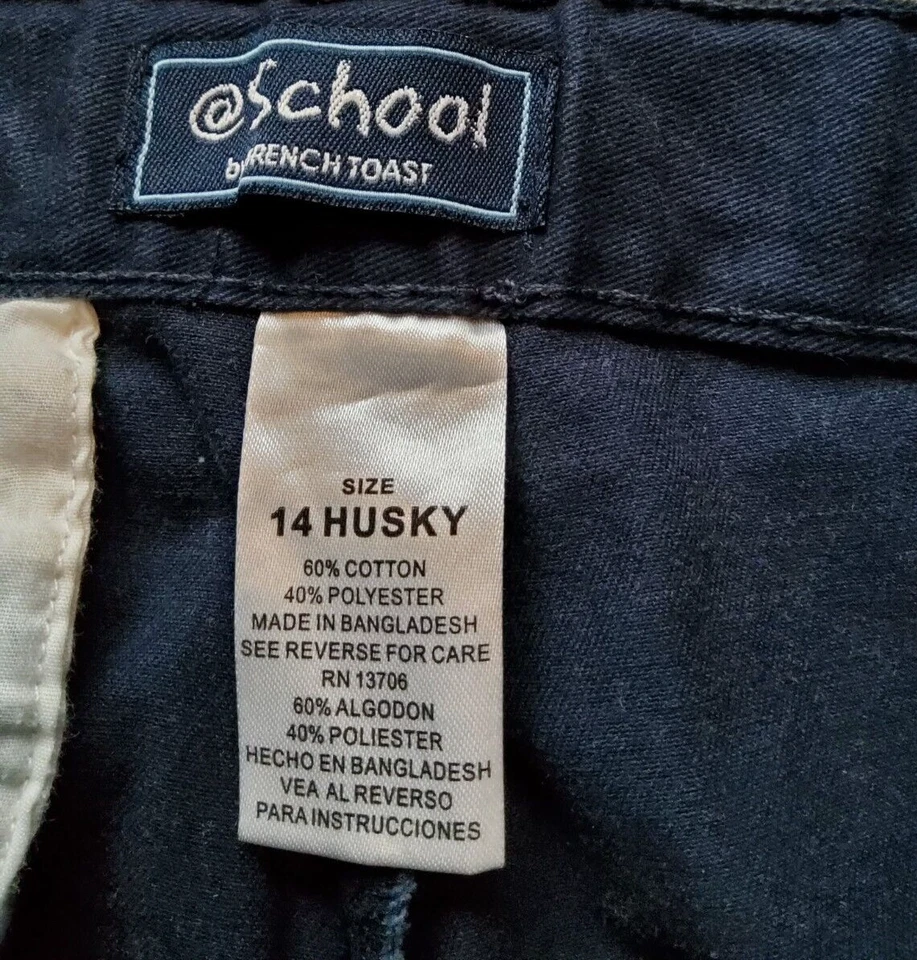 @School
by FRENCH TOAST
SIZE
14 HUSKY
60% COTTON
40% POLYESTER
MADE IN BANGLADESH
SEE REVERSE FOR CARE
RN 13706
60% ALGODON
40% POLIESTER
HECHO EN BANGLADESH
VEA AL REVERSO
PARA INSTRUCCIONES